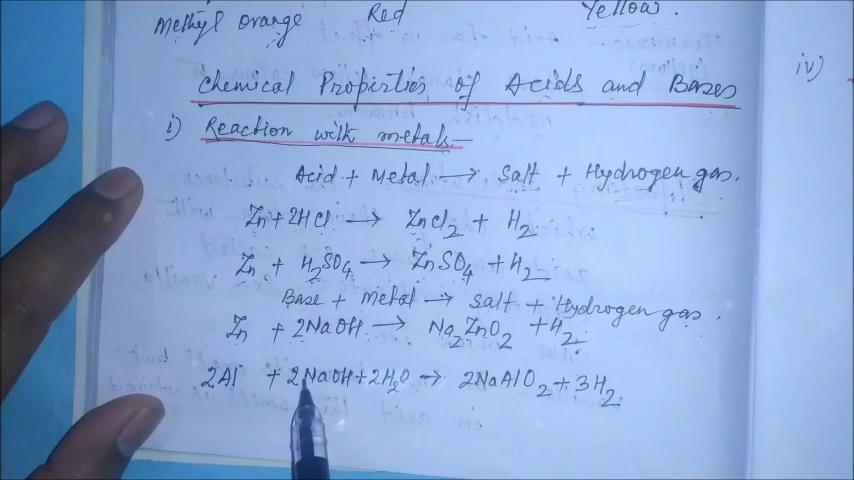 Methyl orange Red Yellow.
Chemical Properties of Acids and Bases
i) Reaction with metals—
Acid + Metal → Salt + Hydrogen gas.
Zn + 2HCl → ZnCl₂ + H₂
Zn + H₂SO₄ → ZnSO₄ + H₂
Base + Metal → Salt + Hydrogen gas.
Zn + 2NaOH → Na₂ZnO₂ + H₂
2Al + 2NaOH + 2H₂O → 2NaAlO₂ + 3H₂
iv)